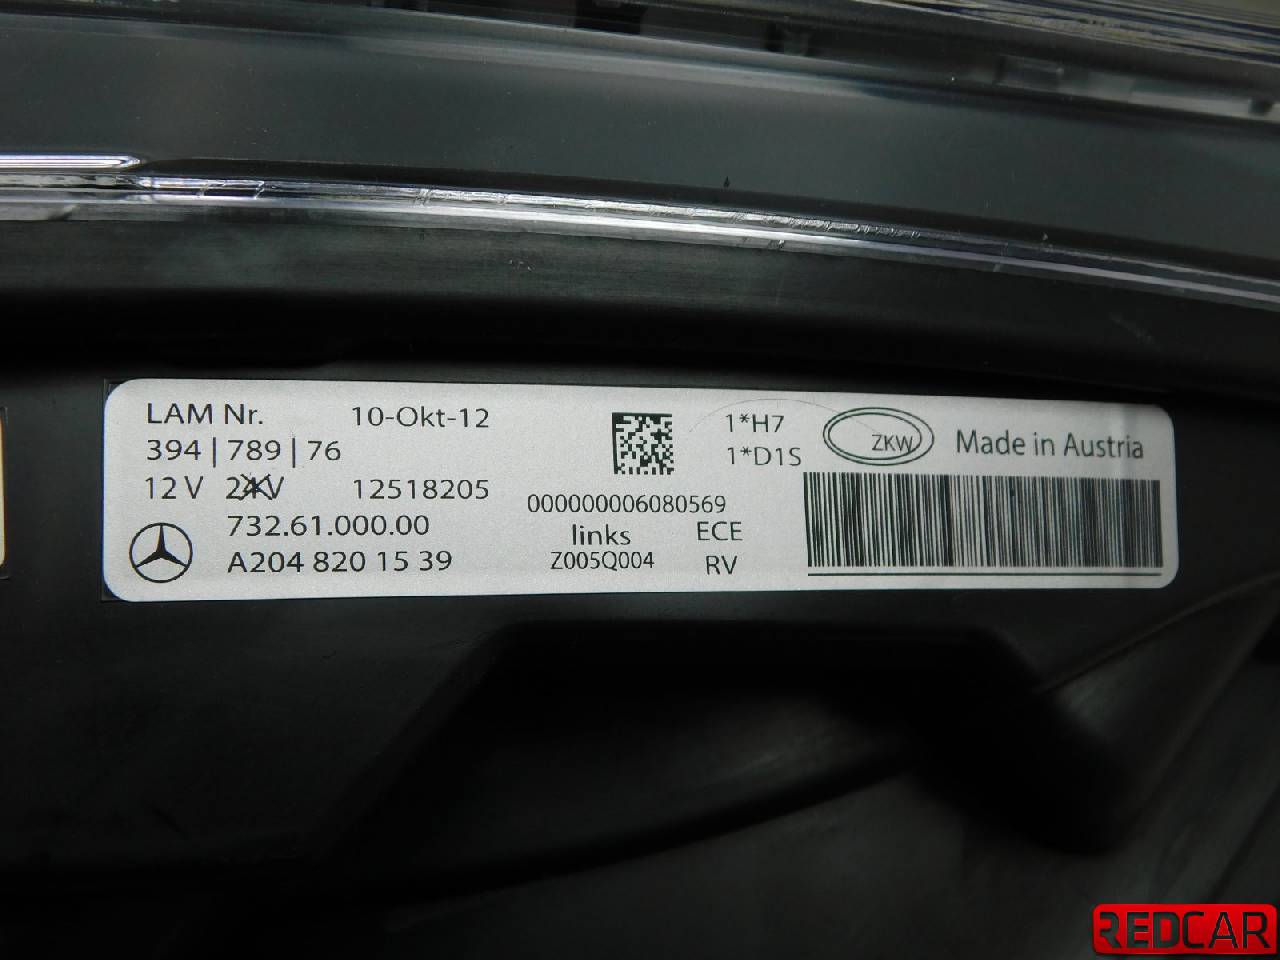 LAM Nr. 10-Okt-12
394|789|76
12 V 24V 12518205
732.61.000.00
A204 820 15 39
000000006080569
links ECE
Z005Q004 RV
1*H7
1*D1S
ZKW
Made in Austria
REDCAR